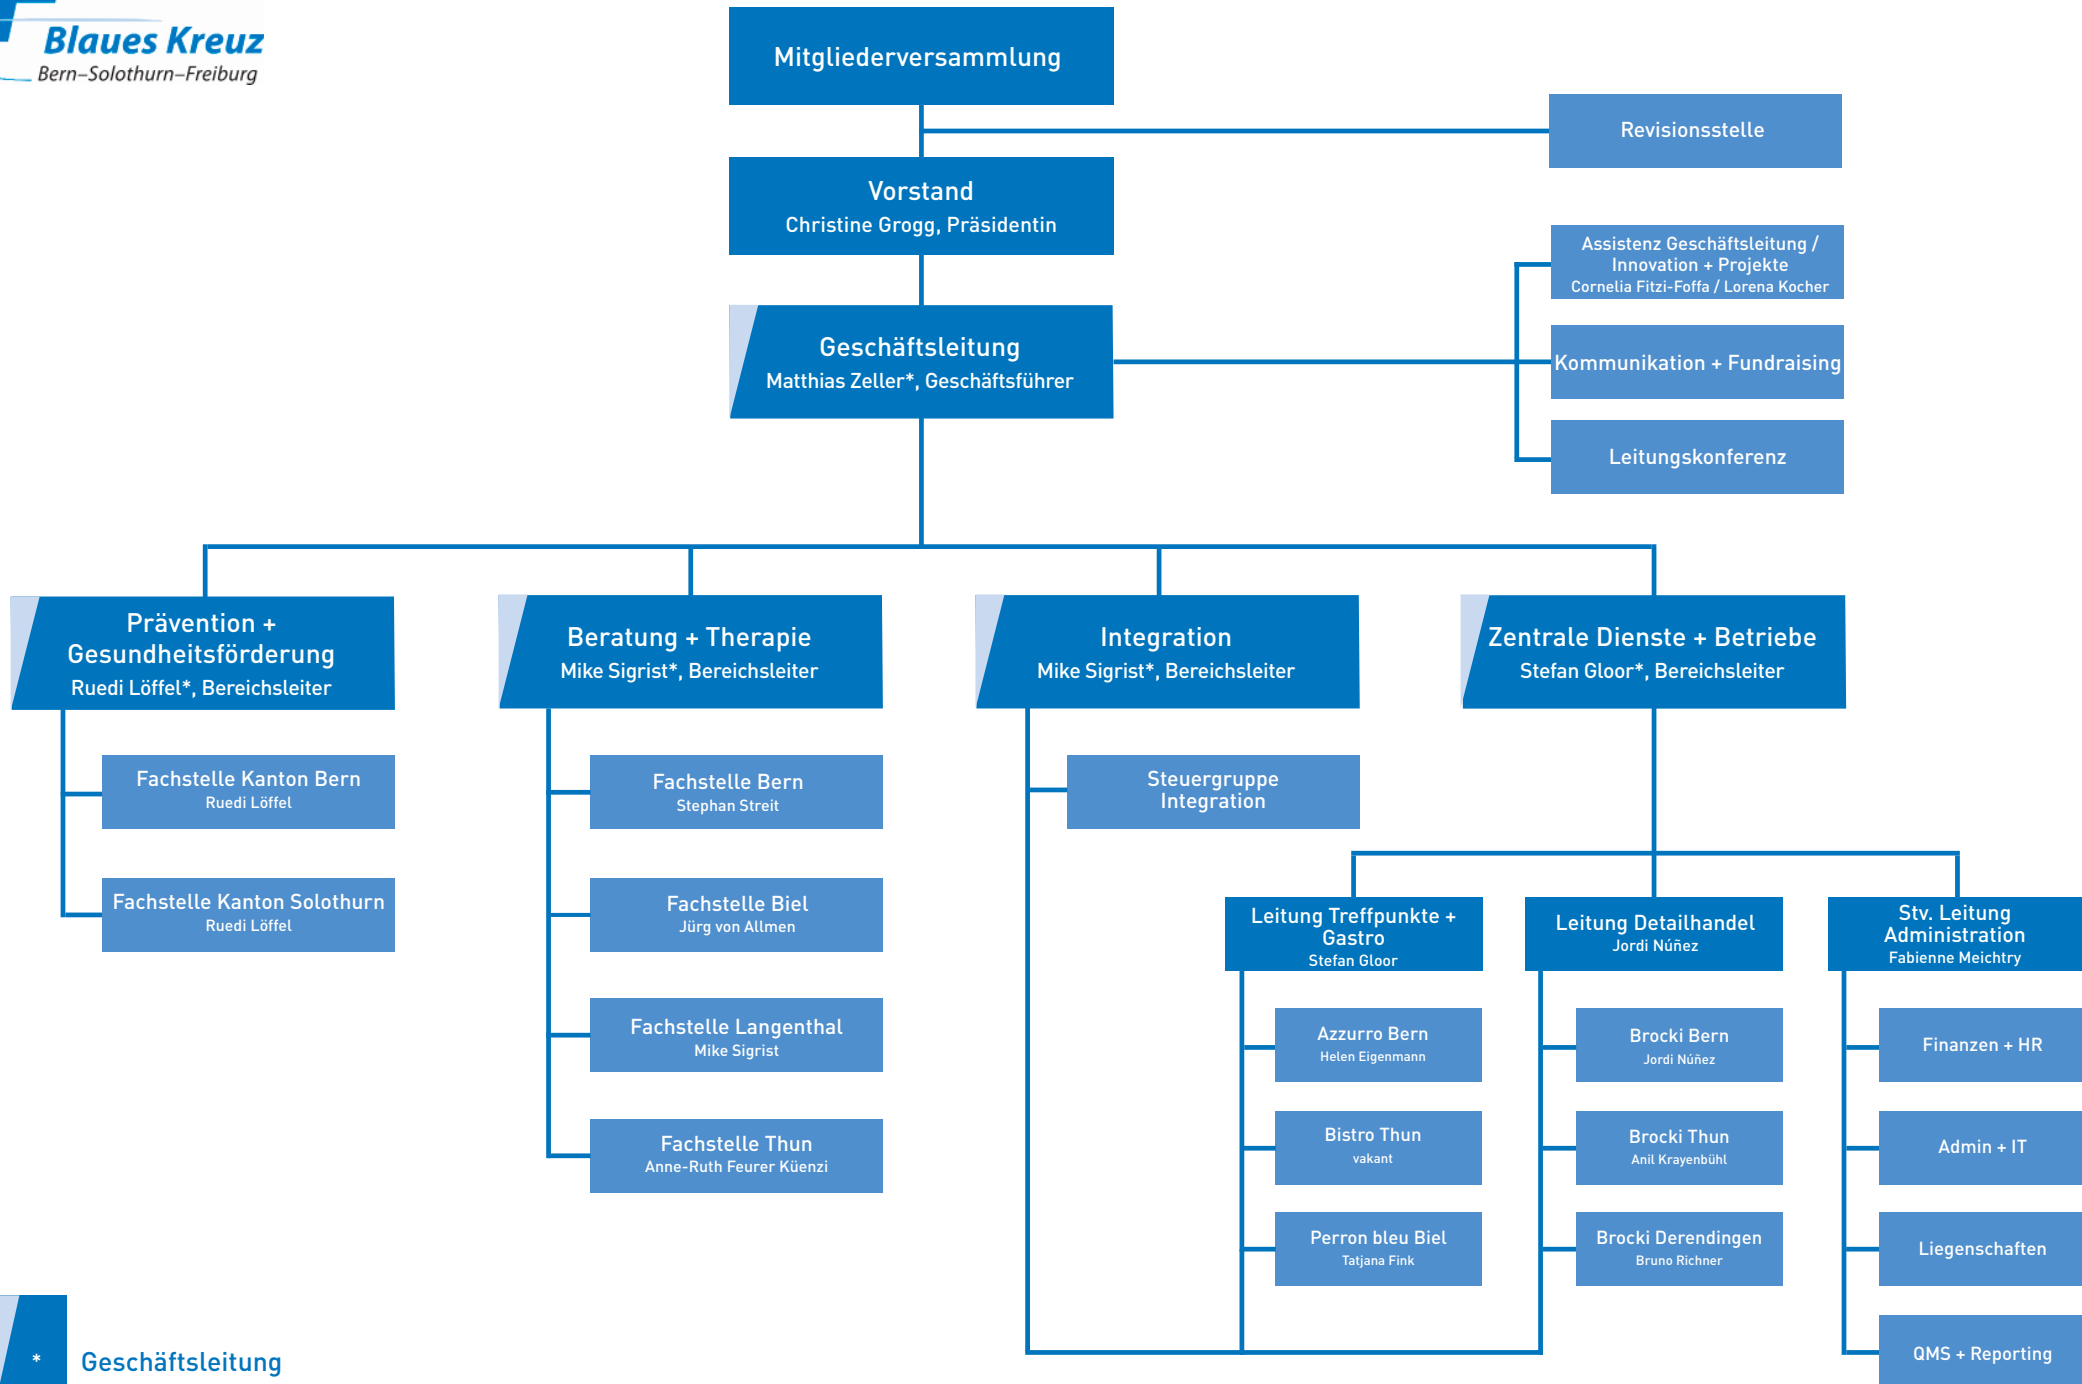 Blaues Kreuz
Bern–Solothurn–Freiburg
Mitgliederversammlung
Revisionsstelle
Vorstand
Christine Grogg, Präsidentin
Assistenz Geschäftsleitung /
Innovation + Projekte
Cornelia Fitzi-Foffa / Lorena Kocher
Geschäftsleitung
Matthias Zeller*, Geschäftsführer
Kommunikation + Fundraising
Leitungskonferenz
Prävention +
Gesundheitsförderung
Ruedi Löffel*, Bereichsleiter
Beratung + Therapie
Mike Sigrist*, Bereichsleiter
Integration
Mike Sigrist*, Bereichsleiter
Zentrale Dienste + Betriebe
Stefan Gloor*, Bereichsleiter
Fachstelle Kanton Bern
Ruedi Löffel
Fachstelle Kanton Solothurn
Ruedi Löffel
Fachstelle Bern
Stephan Streit
Fachstelle Biel
Jürg von Allmen
Fachstelle Langenthal
Mike Sigrist
Fachstelle Thun
Anne-Ruth Feurer Küenzi
Steuergruppe
Integration
Leitung Treffpunkte +
Gastro
Stefan Gloor
Azzurro Bern
Helen Eigenmann
Bistro Thun
vakant
Perron bleu Biel
Tatjana Fink
Leitung Detailhandel
Jordi Núñez
Brocki Bern
Jordi Núñez
Brocki Thun
Anil Krayenbühl
Brocki Derendingen
Bruno Richner
Stv. Leitung
Administration
Fabienne Meichtry
Finanzen + HR
Admin + IT
Liegenschaften
QMS + Reporting
* Geschäftsleitung